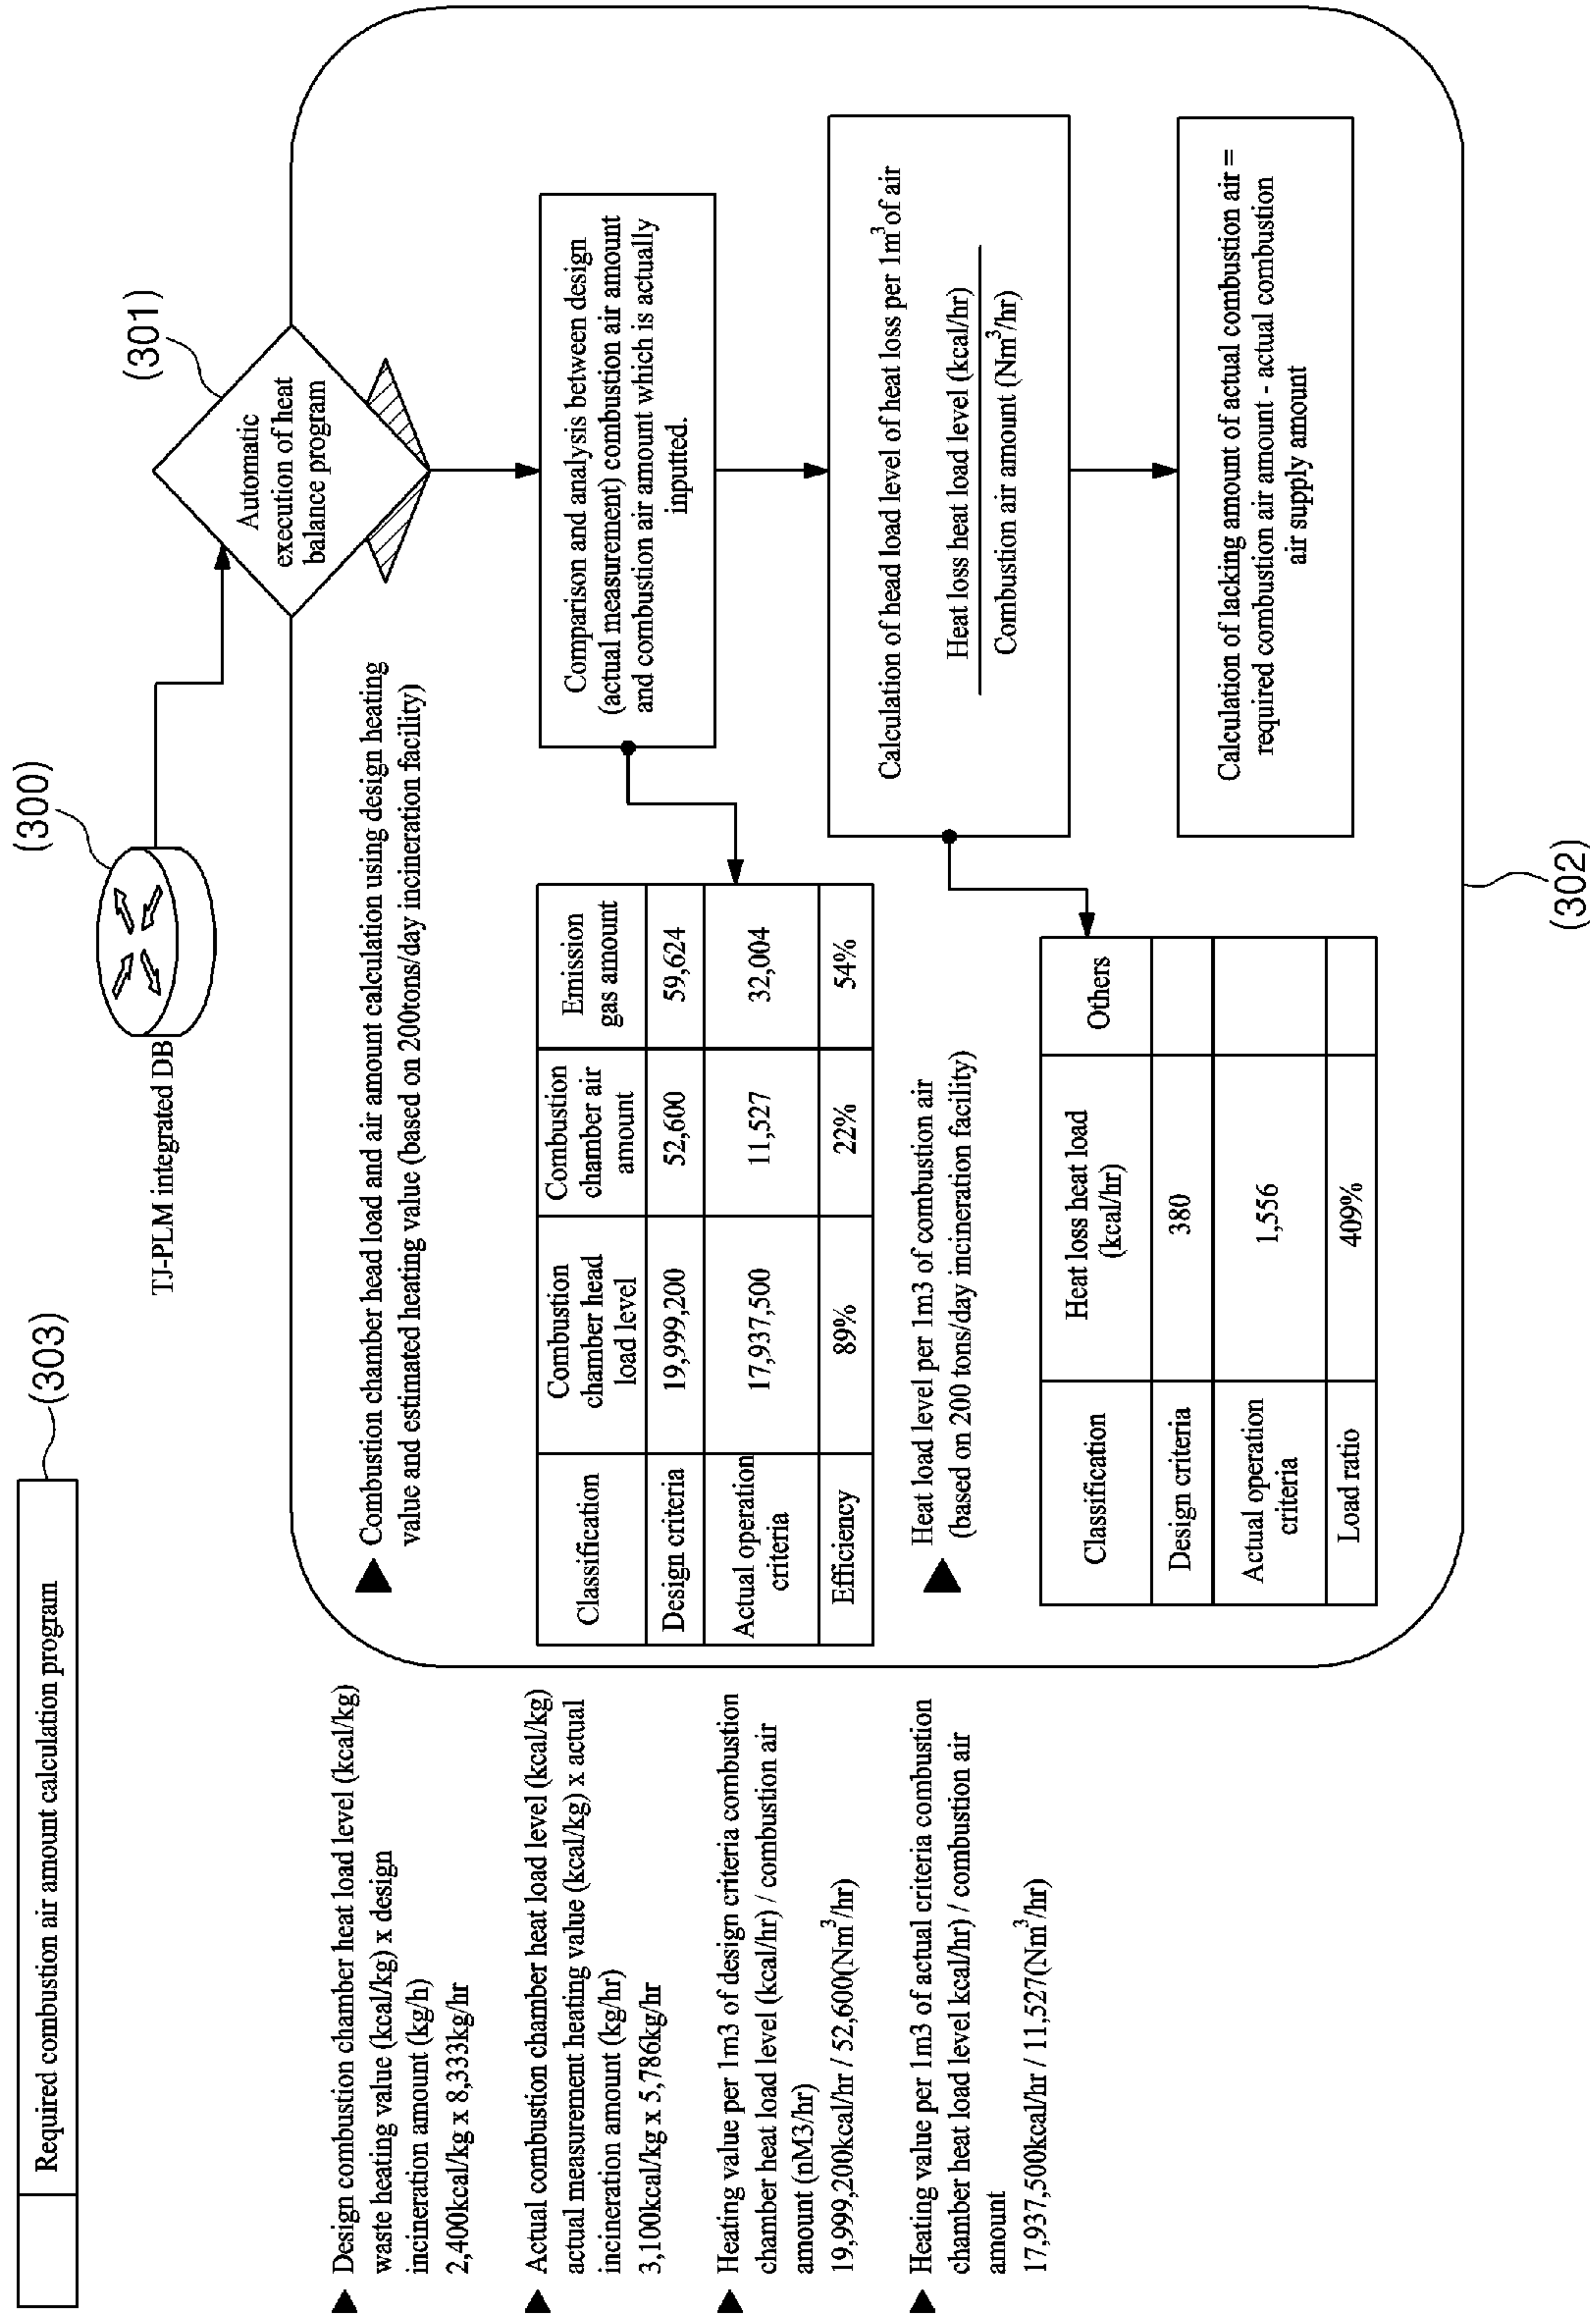 Required combustion air amount calculation program
(303)
(300)
TJ-PLM integrated DB
(301)
Automatic
execution of heat
balance program
▶ Design combustion chamber heat load level (kcal/kg)
waste heating value (kcal/kg) x design
incineration amount (kg/h)
2,400kcal/kg x 8,333kg/hr
▶ Actual combustion chamber heat load level (kcal/kg)
actual measurement heating value (kcal/kg) x actual
incineration amount (kg/hr)
3,100kcal/kg x 5,786kg/hr
▶ Heating value per 1m3 of design criteria combustion
chamber heat load level (kcal/hr) / combustion air
amount (nM3/hr)
19,999,200kcal/hr / 52,600(Nm³/hr)
▶ Heating value per 1m3 of actual criteria combustion
chamber heat load level kcal/hr) / combustion air
amount
17,937,500kcal/hr / 11,527(Nm³/hr)
▶ Combustion chamber head load and air amount calculation using design heating
value and estimated heating value (based on 200tons/day incineration facility)
Classification
Combustion
chamber head
load level
Combustion
chamber air
amount
Emission
gas amount
Design criteria 19,999,200 52,600 59,624
Actual operation
criteria
17,937,500 11,527 32,004
Efficiency 89% 22% 54%
▶ Heat load level per 1m3 of combustion air
(based on 200 tons/day incineration facility)
Classification
Heat loss heat load
(kcal/hr)
Others
Design criteria 380
Actual operation
criteria
1,556
Load ratio 409%
Comparison and analysis between design
(actual measurement) combustion air amount
and combustion air amount which is actually
inputted.
Calculation of head load level of heat loss per 1m³of air
Heat loss heat load level (kcal/hr)
Combustion air amount (Nm³/hr)
Calculation of lacking amount of actual combustion air =
required combustion air amount - actual combustion
air supply amount
(302)